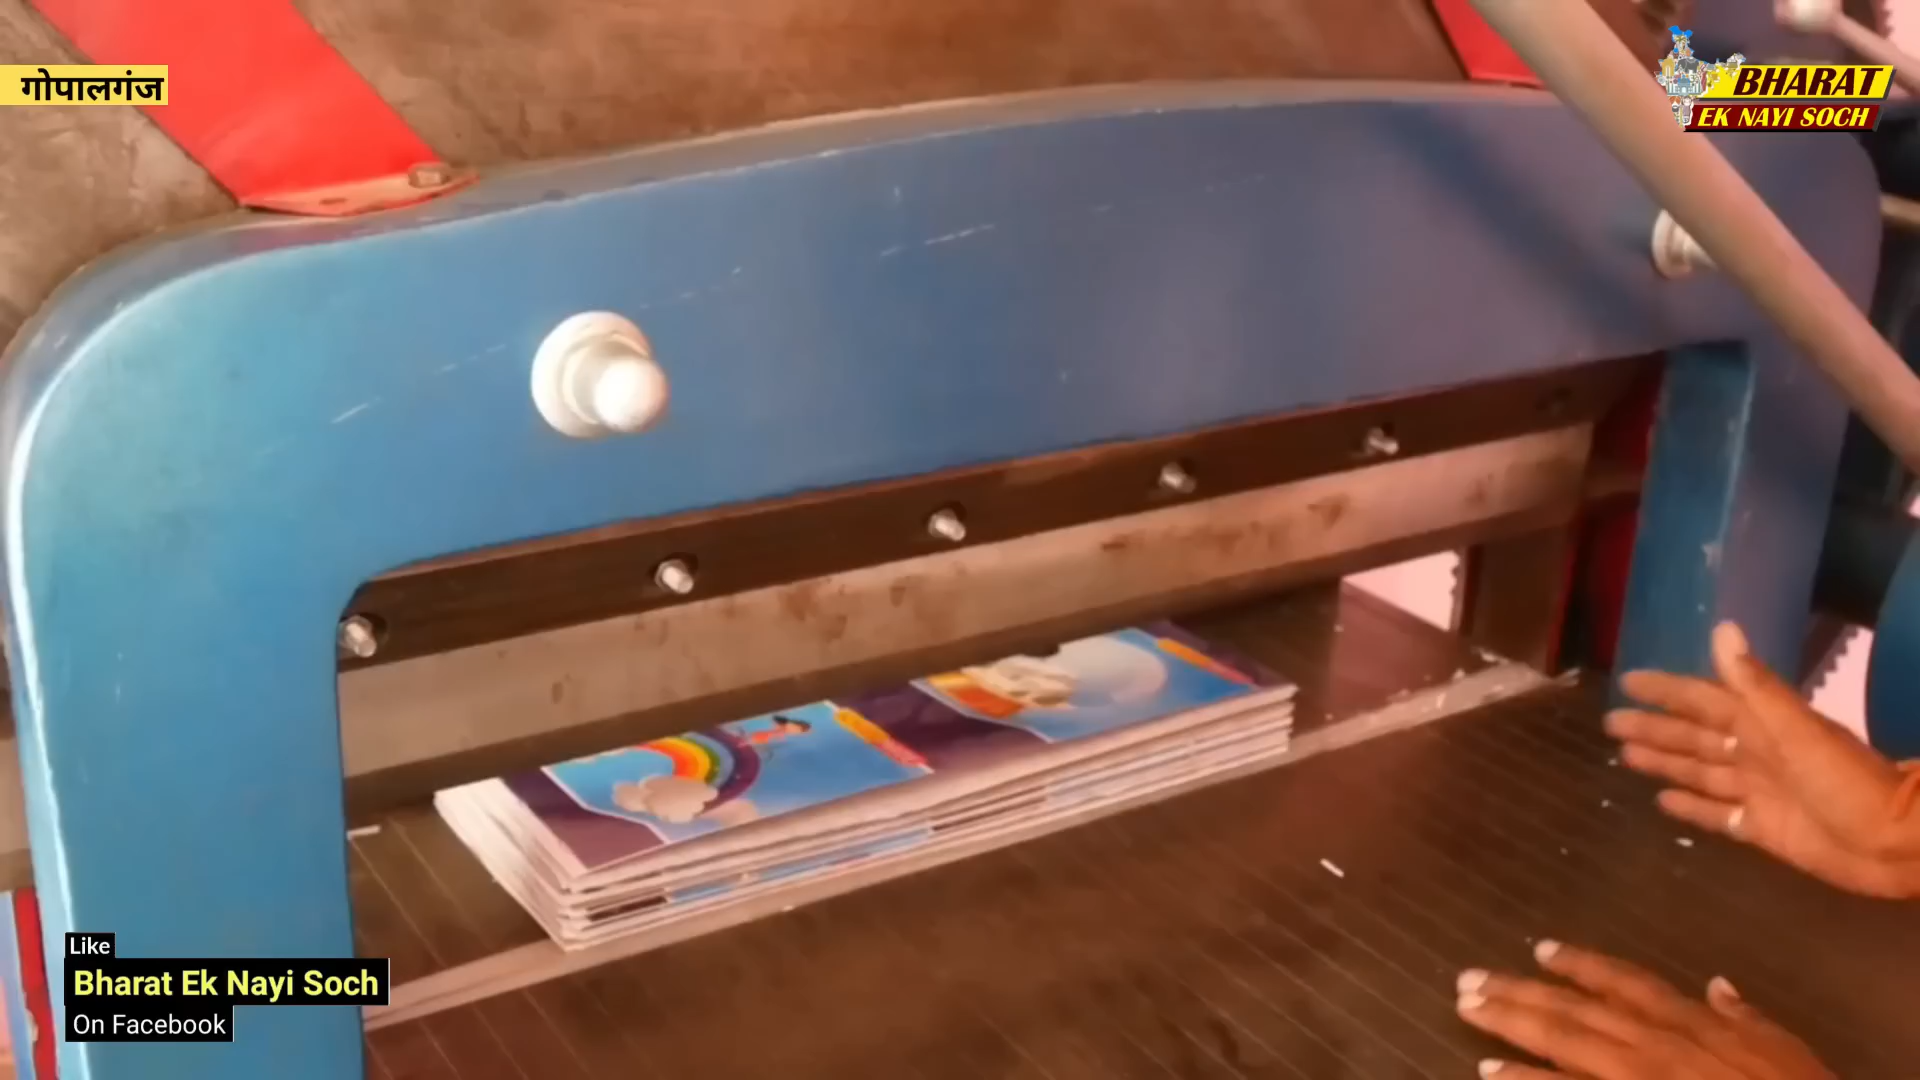 गोपालगंज
BHARAT
EK NAYI SOCH
Like
Bharat Ek Nayi Soch
On Facebook